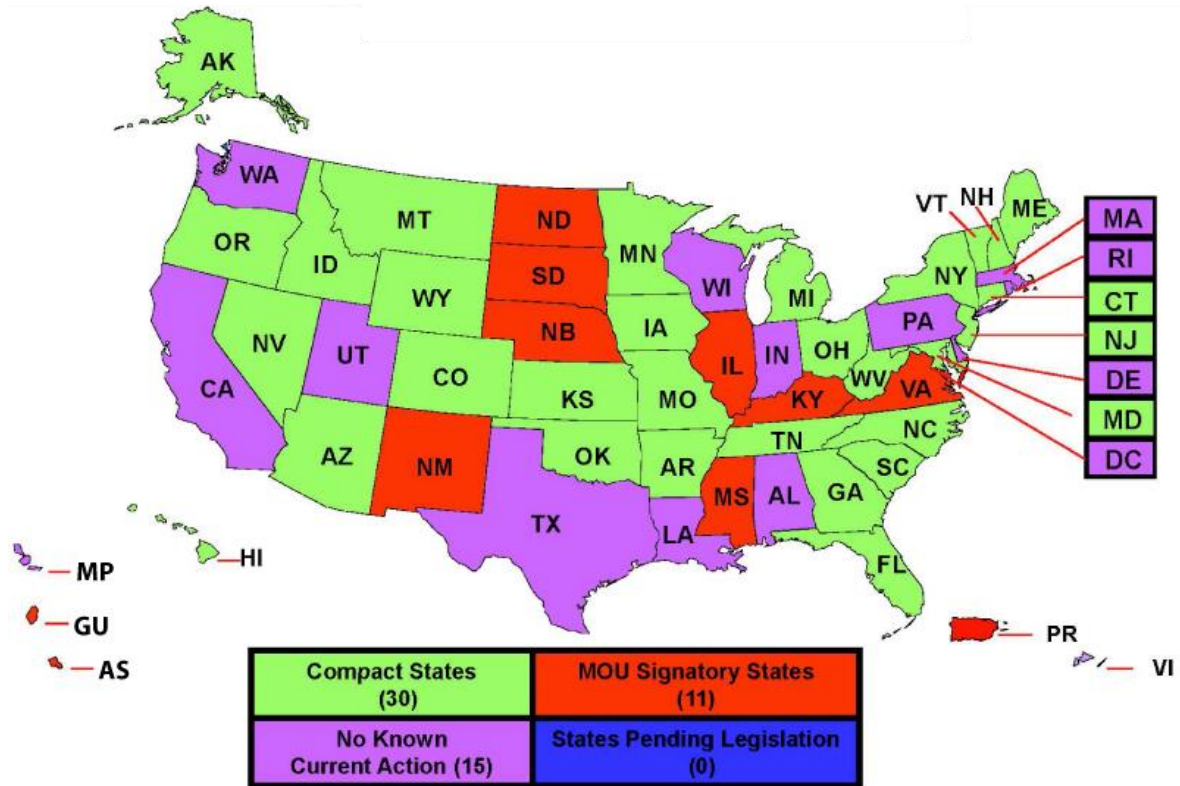 AK
WA
MT
ND
MN
VT
NH
ME
MA
OR
ID
SD
WI
NY
RI
WY
MI
CT
NV
NB
IA
PA
NJ
CA
UT
CO
IL
IN
OH
WV
VA
DE
KS
MO
KY
MD
AZ
NM
OK
AR
TN
NC
DC
TX
LA
MS
AL
GA
SC
FL
HI
MP
GU
AS
PR
VI
Compact States
(30)
MOU Signatory States
(11)
No Known
Current Action (15)
States Pending Legislation
(0)